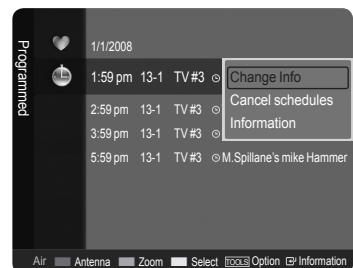 Programmed
1/1/2008
1:59 pm 13-1 TV #3 Change Info
Cancel schedules
2:59 pm 13-1 TV #3
Information
3:59 pm 13-1 TV #3
5:59 pm 13-1 TV #3 M.Spillane's mike Hammer
Air Antenna Zoom Select TOOLS Option Information